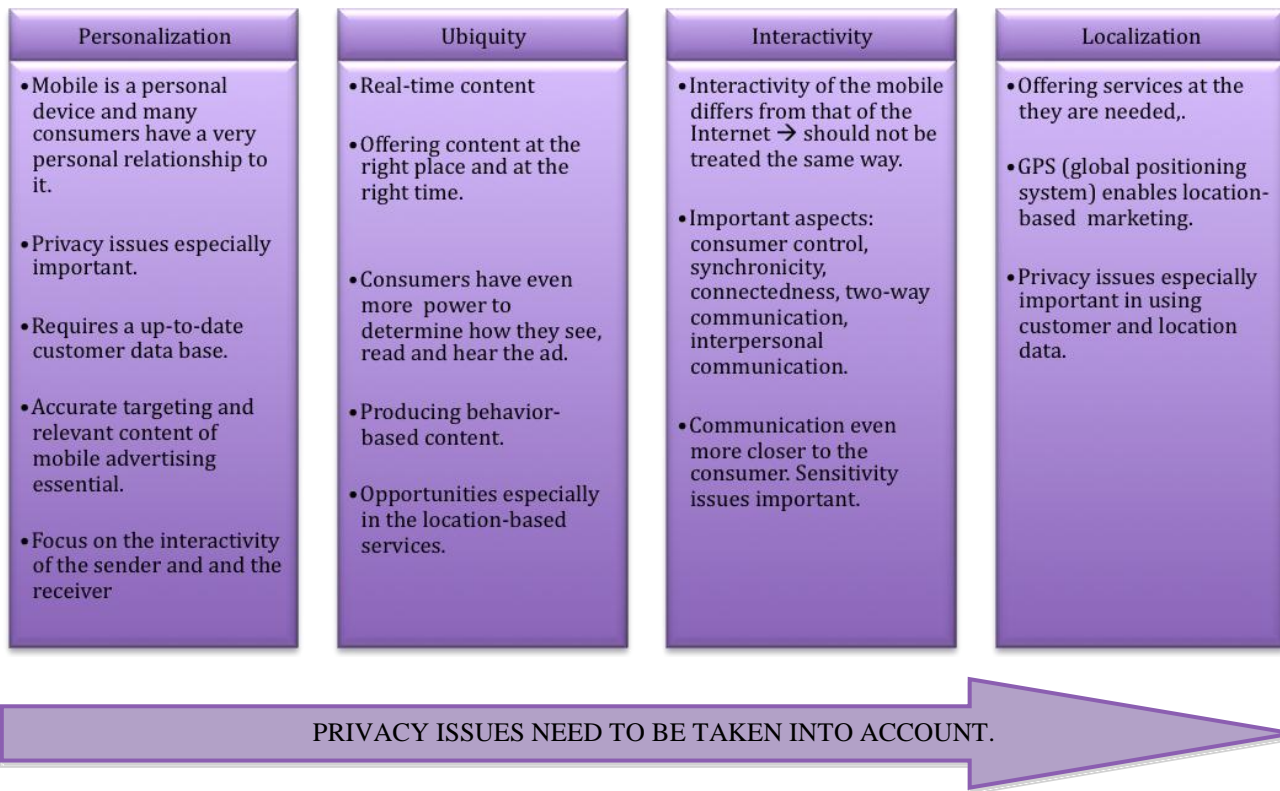 Personalization
•Mobile is a personal
device and many
consumers have a very
personal relationship to
it.
•Privacy issues especially
important.
•Requires a up-to-date
customer data base.
•Accurate targeting and
relevant content of
mobile advertising
essential.
•Focus on the interactivity
of the sender and and the
receiver
Ubiquity
•Real-time content
•Offering content at the
right place and at the
right time.
•Consumers have even
more power to
determine how they see,
read and hear the ad.
•Producing behavior-
based content.
•Opportunities especially
in the location-based
services.
Interactivity
•Interactivity of the mobile
differs from that of the
Internet → should not be
treated the same way.
•Important aspects:
consumer control,
synchronicity,
connectedness, two-way
communication,
interpersonal
communication.
•Communication even
more closer to the
consumer. Sensitivity
issues important.
Localization
•Offering services at the
they are needed,.
•GPS (global positioning
system) enables location-
based marketing.
•Privacy issues especially
important in using
customer and location
data.
PRIVACY ISSUES NEED TO BE TAKEN INTO ACCOUNT.